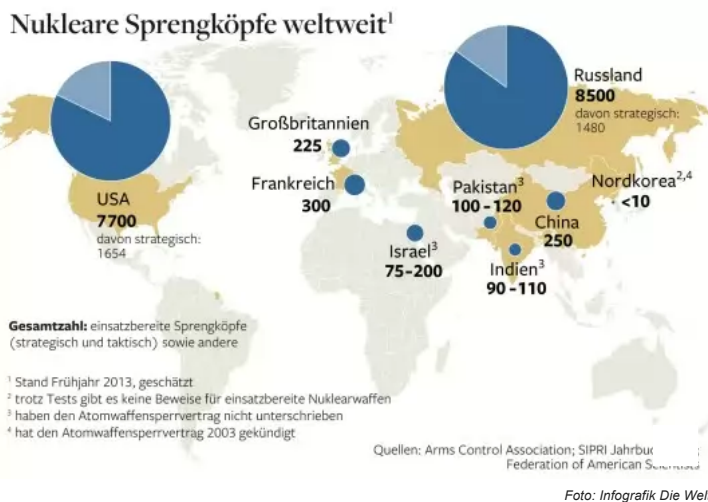 Nukleare Sprengköpfe weltweit¹
Russland
8500
davon strategisch:
1480
Großbritannien
225
Frankreich
300
USA
7700
davon strategisch:
1654
Pakistan³
100 – 120
Nordkorea²,⁴
<10
China
250
Israel³
75 – 200
Indien³
90 – 110
Gesamtzahl: einsatzbereite Sprengköpfe
(strategisch und taktisch) sowie andere
¹ Stand Frühjahr 2013, geschätzt
² trotz Tests gibt es keine Beweise für einsatzbereite Nuklearwaffen
³ haben den Atomwaffensperrvertrag nicht unterschrieben
⁴ hat den Atomwaffensperrvertrag 2003 gekündigt
Quellen: Arms Control Association; SIPRI
Federation of American
Foto: Infografik Die